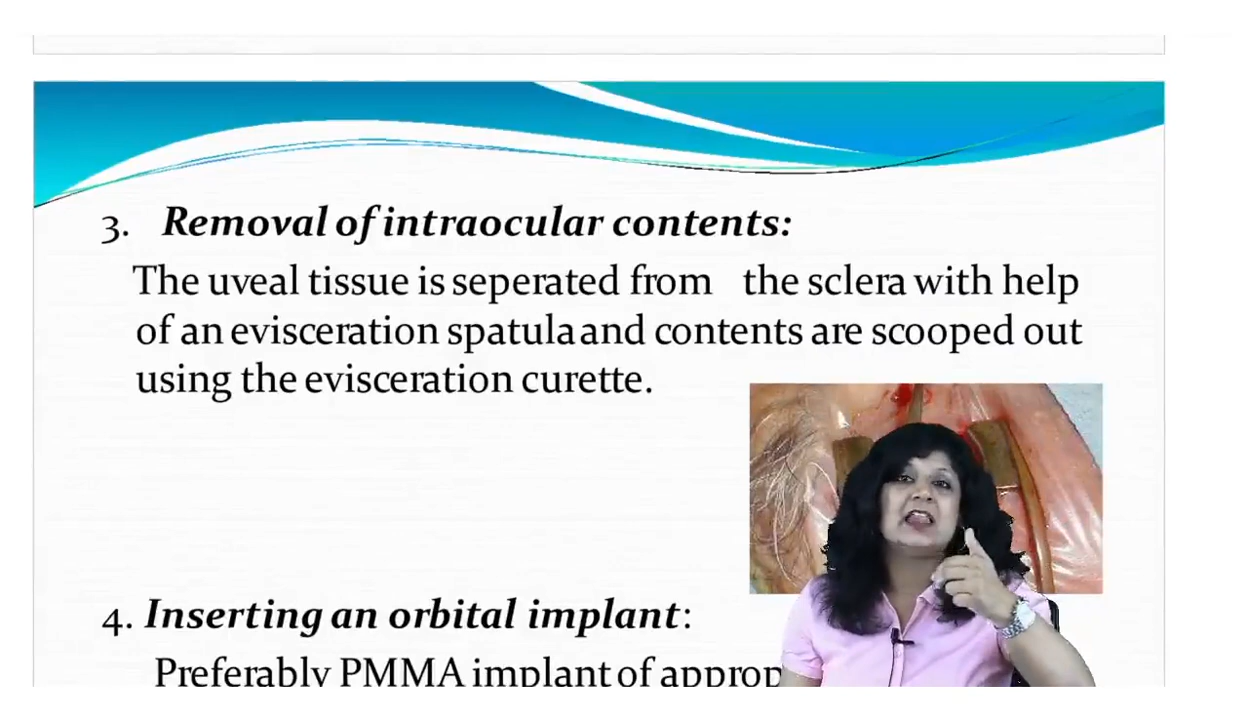 3. Removal of intraocular contents:
The uveal tissue is seperated from the sclera with help
of an evisceration spatula and contents are scooped out
using the evisceration curette.
4. Inserting an orbital implant:
Preferably PMMA implant of approp